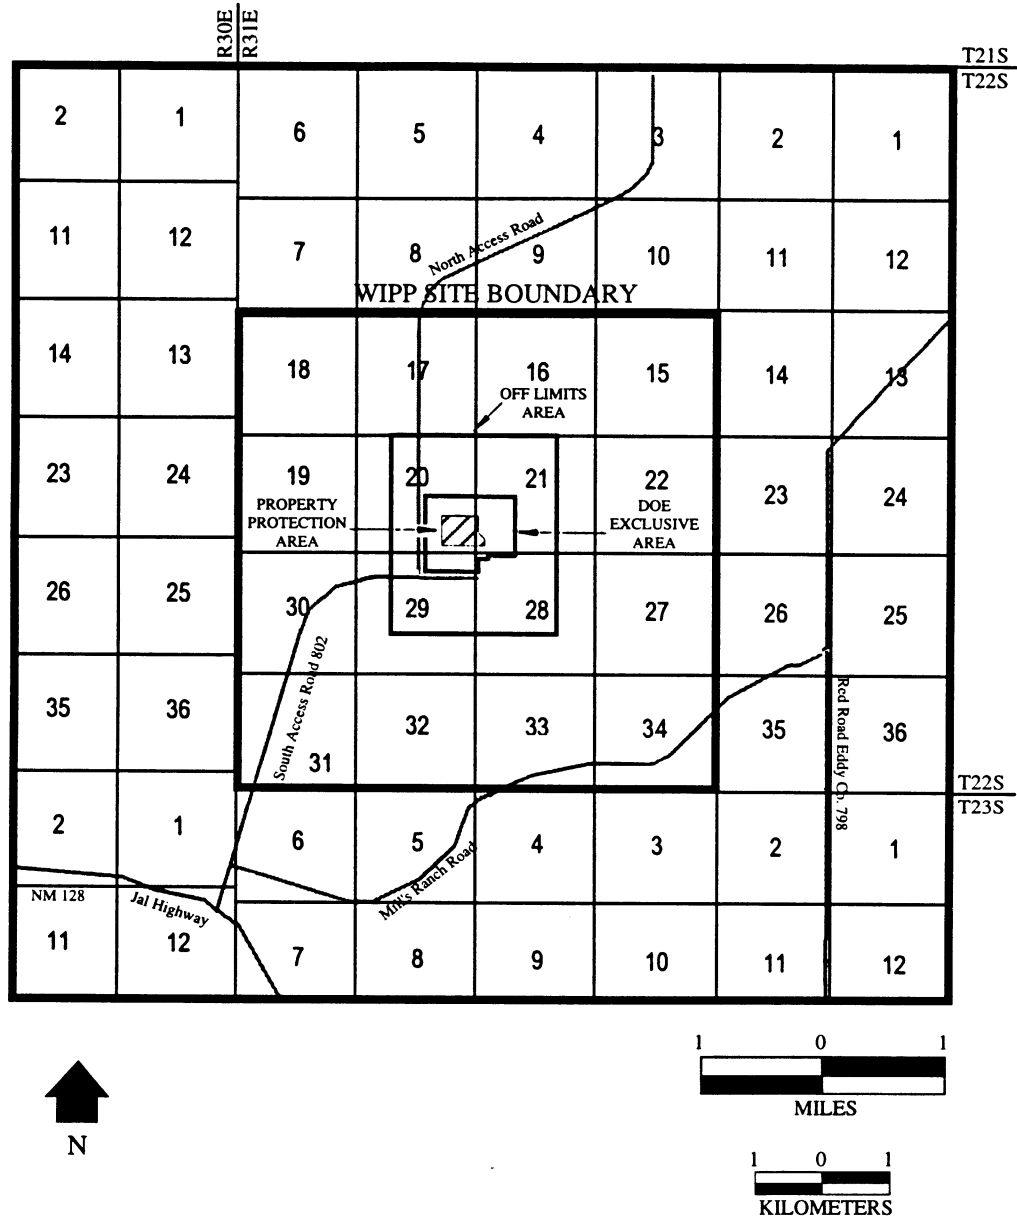 R30E
R31E
T21S
T22S
2 1 6 5 4 3 2 1
11 12 7 8 9 10 11 12
North Access Road
WIPP SITE BOUNDARY
14 13 18 17 16 15 14 13
OFF LIMITS
AREA
23 24 19 20 21 22 23 24
PROPERTY
PROTECTION
AREA
DOE
EXCLUSIVE
AREA
26 25 30 29 28 27 26 25
South Access Road 802
35 36 31 32 33 34 35 36
Red Road Eddy Co. 798
T22S
T23S
2 1 6 5 4 3 2 1
Mill's Ranch Road
NM 128
Jal Highway
11 12 7 8 9 10 11 12
N
1 0 1
MILES
1 0 1
KILOMETERS